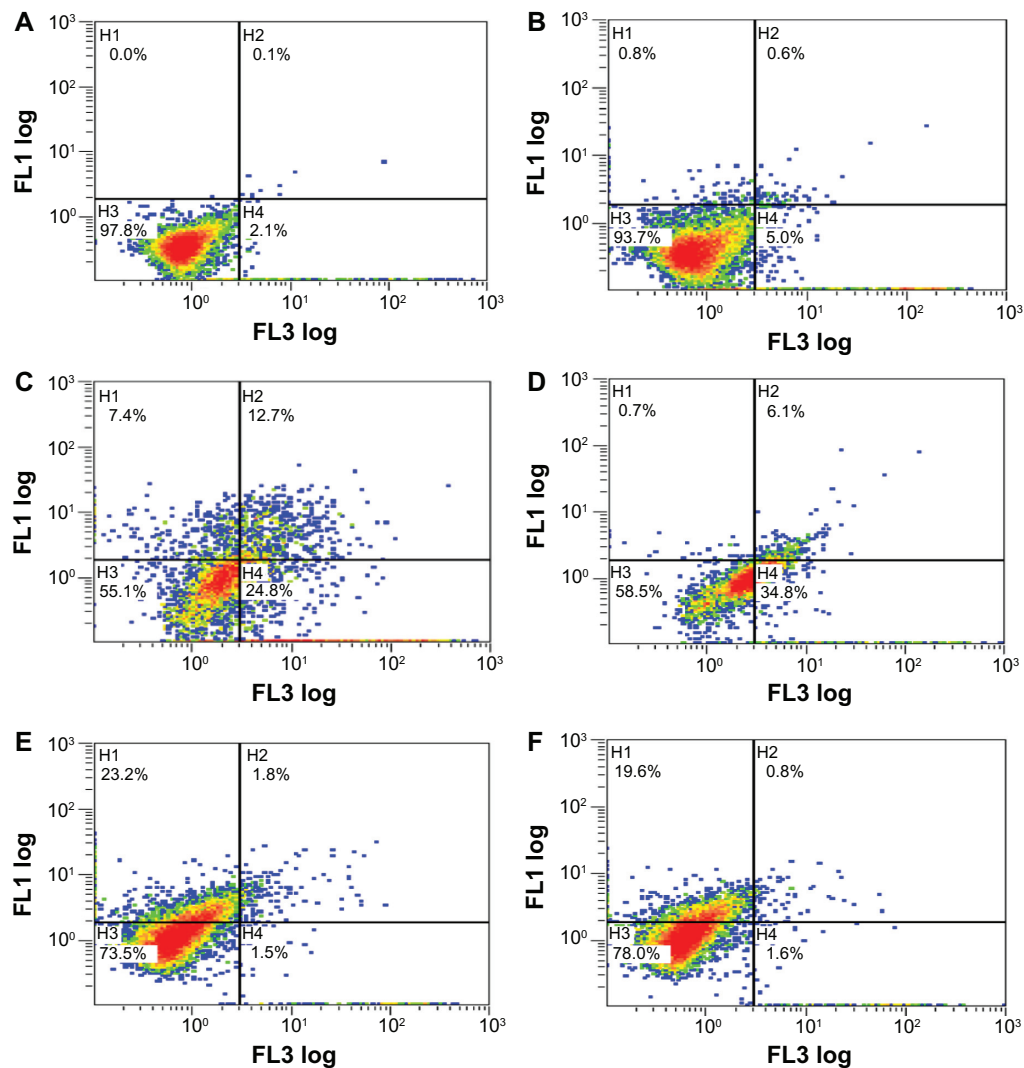 A
B
H1 H2
0.0% 0.1%
H3 H4
97.8% 2.1%
10³
10²
10¹
10⁰
FL1 log
10⁰ 10¹ 10² 10³
FL3 log
H1 H2
0.8% 0.6%
H3 H4
93.7% 5.0%
10³
10²
10¹
10⁰
FL1 log
10⁰ 10¹ 10² 10³
FL3 log
C
D
H1 H2
7.4% 12.7%
H3 H4
55.1% 24.8%
10³
10²
10¹
10⁰
FL1 log
10⁰ 10¹ 10² 10³
FL3 log
H1 H2
0.7% 6.1%
H3 H4
58.5% 34.8%
10³
10²
10¹
10⁰
FL1 log
10⁰ 10¹ 10² 10³
FL3 log
E
F
H1 H2
23.2% 1.8%
H3 H4
73.5% 1.5%
10³
10²
10¹
10⁰
FL1 log
10⁰ 10¹ 10² 10³
FL3 log
H1 H2
19.6% 0.8%
H3 H4
78.0% 1.6%
10³
10²
10¹
10⁰
FL1 log
10⁰ 10¹ 10² 10³
FL3 log